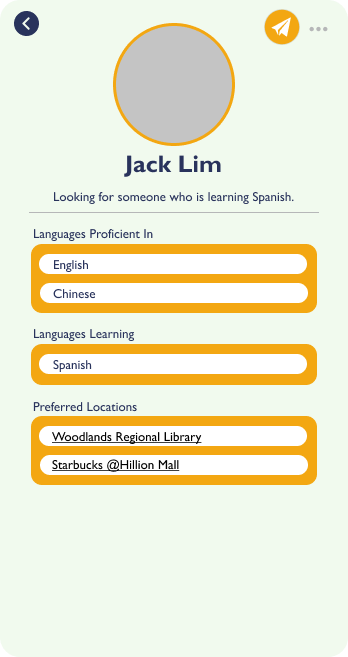 Jack Lim
Looking for someone who is learning Spanish.
Languages Proficient In
English
Chinese
Languages Learning
Spanish
Preferred Locations
Woodlands Regional Library
Starbucks @Hillion Mall